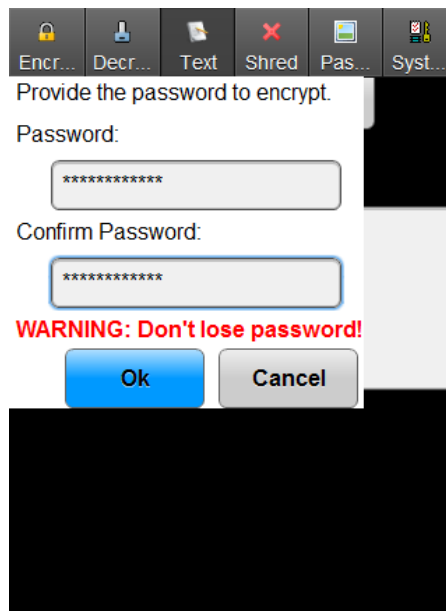 Encr... Decr... Text Shred Pas... Syst...
Provide the password to encrypt.
Password:
************
Confirm Password:
************
WARNING: Don't lose password!
Ok Cancel